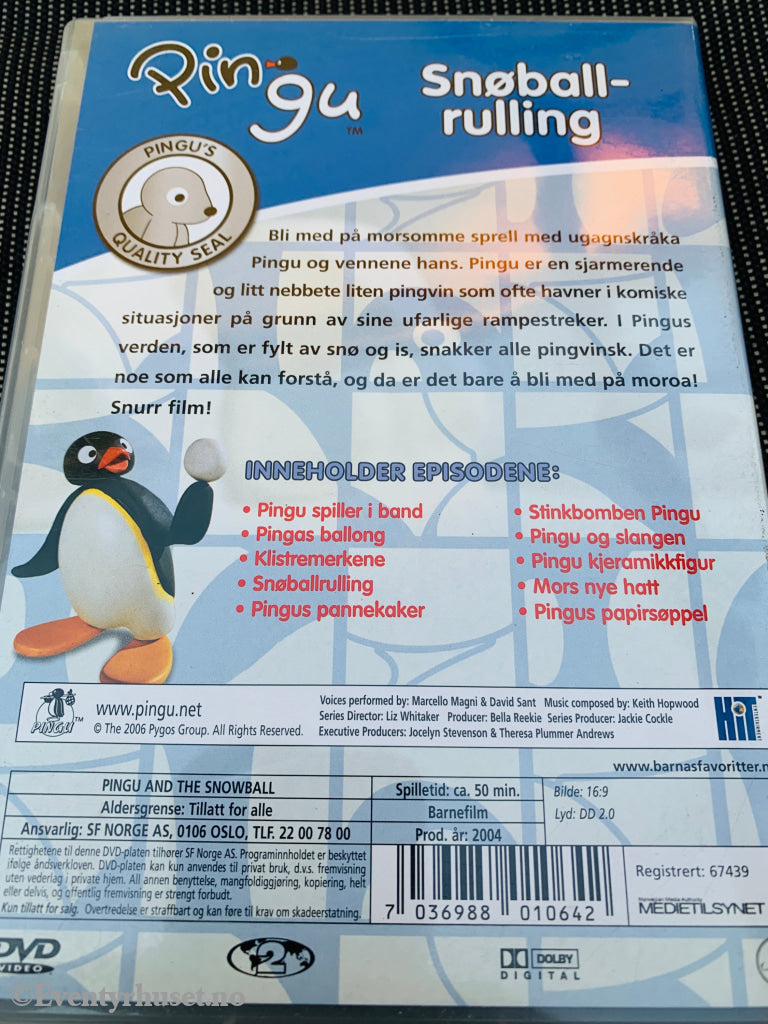 Pingu™
Snøball-
rulling
PINGU'S
QUALITY SEAL
Bli med på morsomme sprell med ugagnskråka
Pingu og vennene hans. Pingu er en sjarmerende
og litt nebbete liten pingvin som ofte havner i komiske
situasjoner på grunn av sine ufarlige rampestreker. I Pingus
verden, som er fylt av snø og is, snakker alle pingvinsk. Det er
noe som alle kan forstå, og da er det bare å bli med på moroa!
Snurr film!
INNEHOLDER EPISODENE:
• Pingu spiller i band
• Pingas ballong
• Klistremerkene
• Snøballrulling
• Pingus pannekaker
• Stinkbomben Pingu
• Pingu og slangen
• Pingu kjeramikkfigur
• Mors nye hatt
• Pingus papirsøppel
PINGU™
www.pingu.net
© The 2006 Pygos Group. All Rights Reserved.
Voices performed by: Marcello Magni & David Sant Music composed by: Keith Hopwood
Series Director: Liz Whitaker Producer: Bella Reekie Series Producer: Jackie Cockle
Executive Producers: Jocelyn Stevenson & Theresa Plummer Andrews
HiT
www.barnasfavoritter.n
PINGU AND THE SNOWBALL
Aldersgrense: Tillatt for alle
Ansvarlig: SF NORGE AS, 0106 OSLO, TLF. 22 00 78 00
Spilletid: ca. 50 min.
Barnefilm
Prod. år: 2004
Bilde: 16:9
Lyd: DD 2.0
Rettighetene til denne DVD-platen tilhører SF Norge AS. Programinnholdet er beskyttet
ifølge åndsverkloven. DVD-platen kan kun anvendes til privat bruk, d.v.s. fremvisning
uten vederlag i private hjem. All annen benyttelse, mangfoldiggjøring, kopiering, helt
eller delvis, og offentlig fremvisning er strengt forbudt.
Kun tillatt for salg. Overtredelse er straffbart og kan føre til krav om skadeerstatning.
7 036988 010642
Registrert: 67439
Norwegian Media Authority
MEDIETILSYNET
DVD
VIDEO
2
DOLBY
DIGITAL
©Eventyrhuset.no